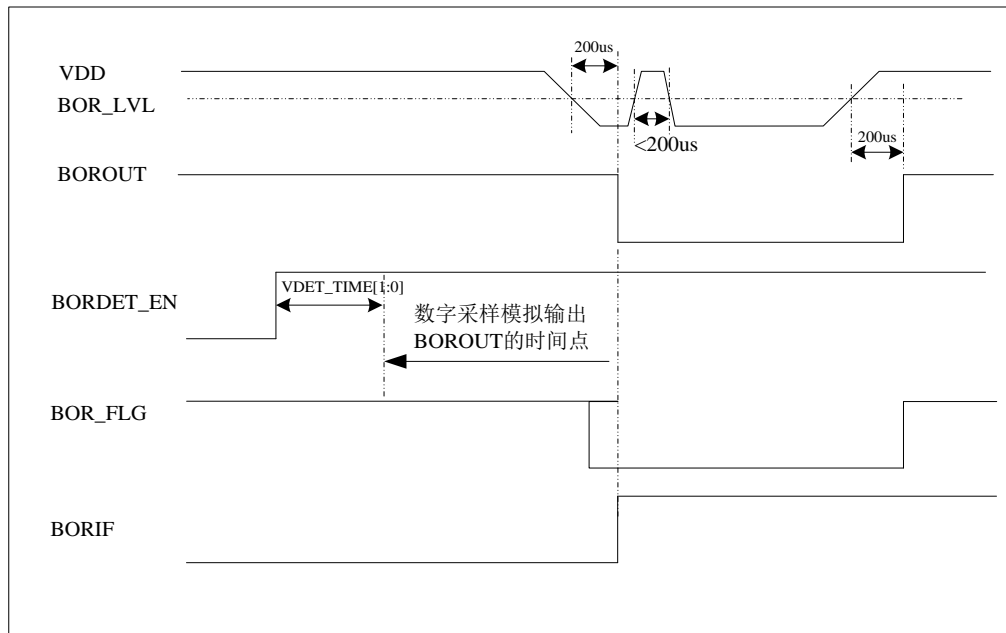 200us
VDD
BOR_LVL
<200us
200us
BOROUT
VDET_TIME[1:0]
BORDET_EN
数字采样模拟输出
BOROUT的时间点
BOR_FLG
BORIF